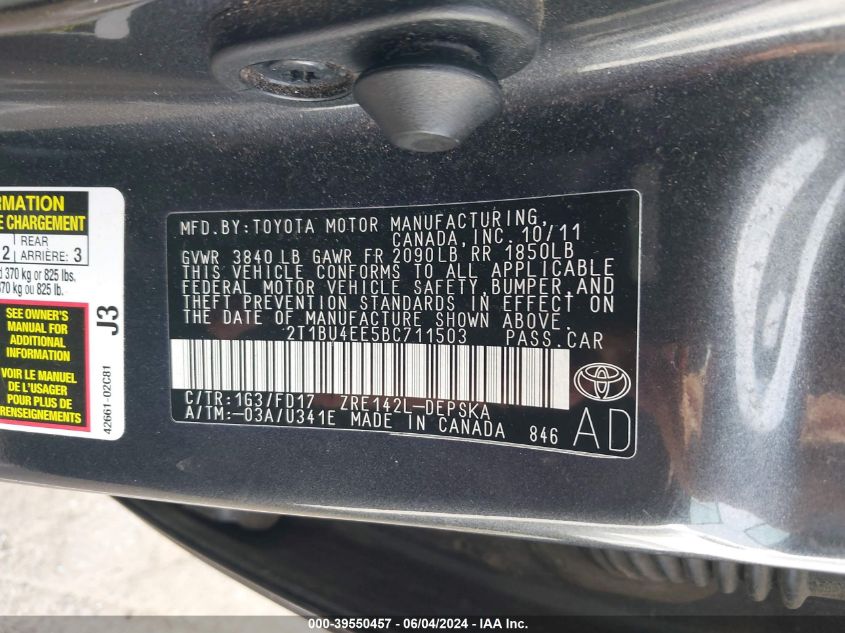 RMATION
E CHARGEMENT
2 REAR
ARRIÈRE: 3
370 kg or 825 lbs.
370 kg ou 825 lb.
SEE OWNER'S
MANUAL FOR
ADDITIONAL
INFORMATION
VOIR LE MANUEL
DE L'USAGER
POUR PLUS DE
RENSEIGNEMENTS
J3
42661-02C81
MFD. BY: TOYOTA MOTOR MANUFACTURING,
CANADA, INC. 10/11
GVWR 3840 LB GAWR FR 2090LB RR 1850LB
THIS VEHICLE CONFORMS TO ALL APPLICABLE
FEDERAL MOTOR VEHICLE SAFETY, BUMPER, AND
THEFT PREVENTION STANDARDS IN EFFECT ON
THE DATE OF MANUFACTURE SHOWN ABOVE.
2T1BU4EE5BC711503 PASS. CAR
C/TR: 1G3/FD17 ZRE142L-DEPSKA
A/TM: -03A/U341E MADE IN CANADA 846
AD
000-39550457 - 06/04/2024 - IAA Inc.